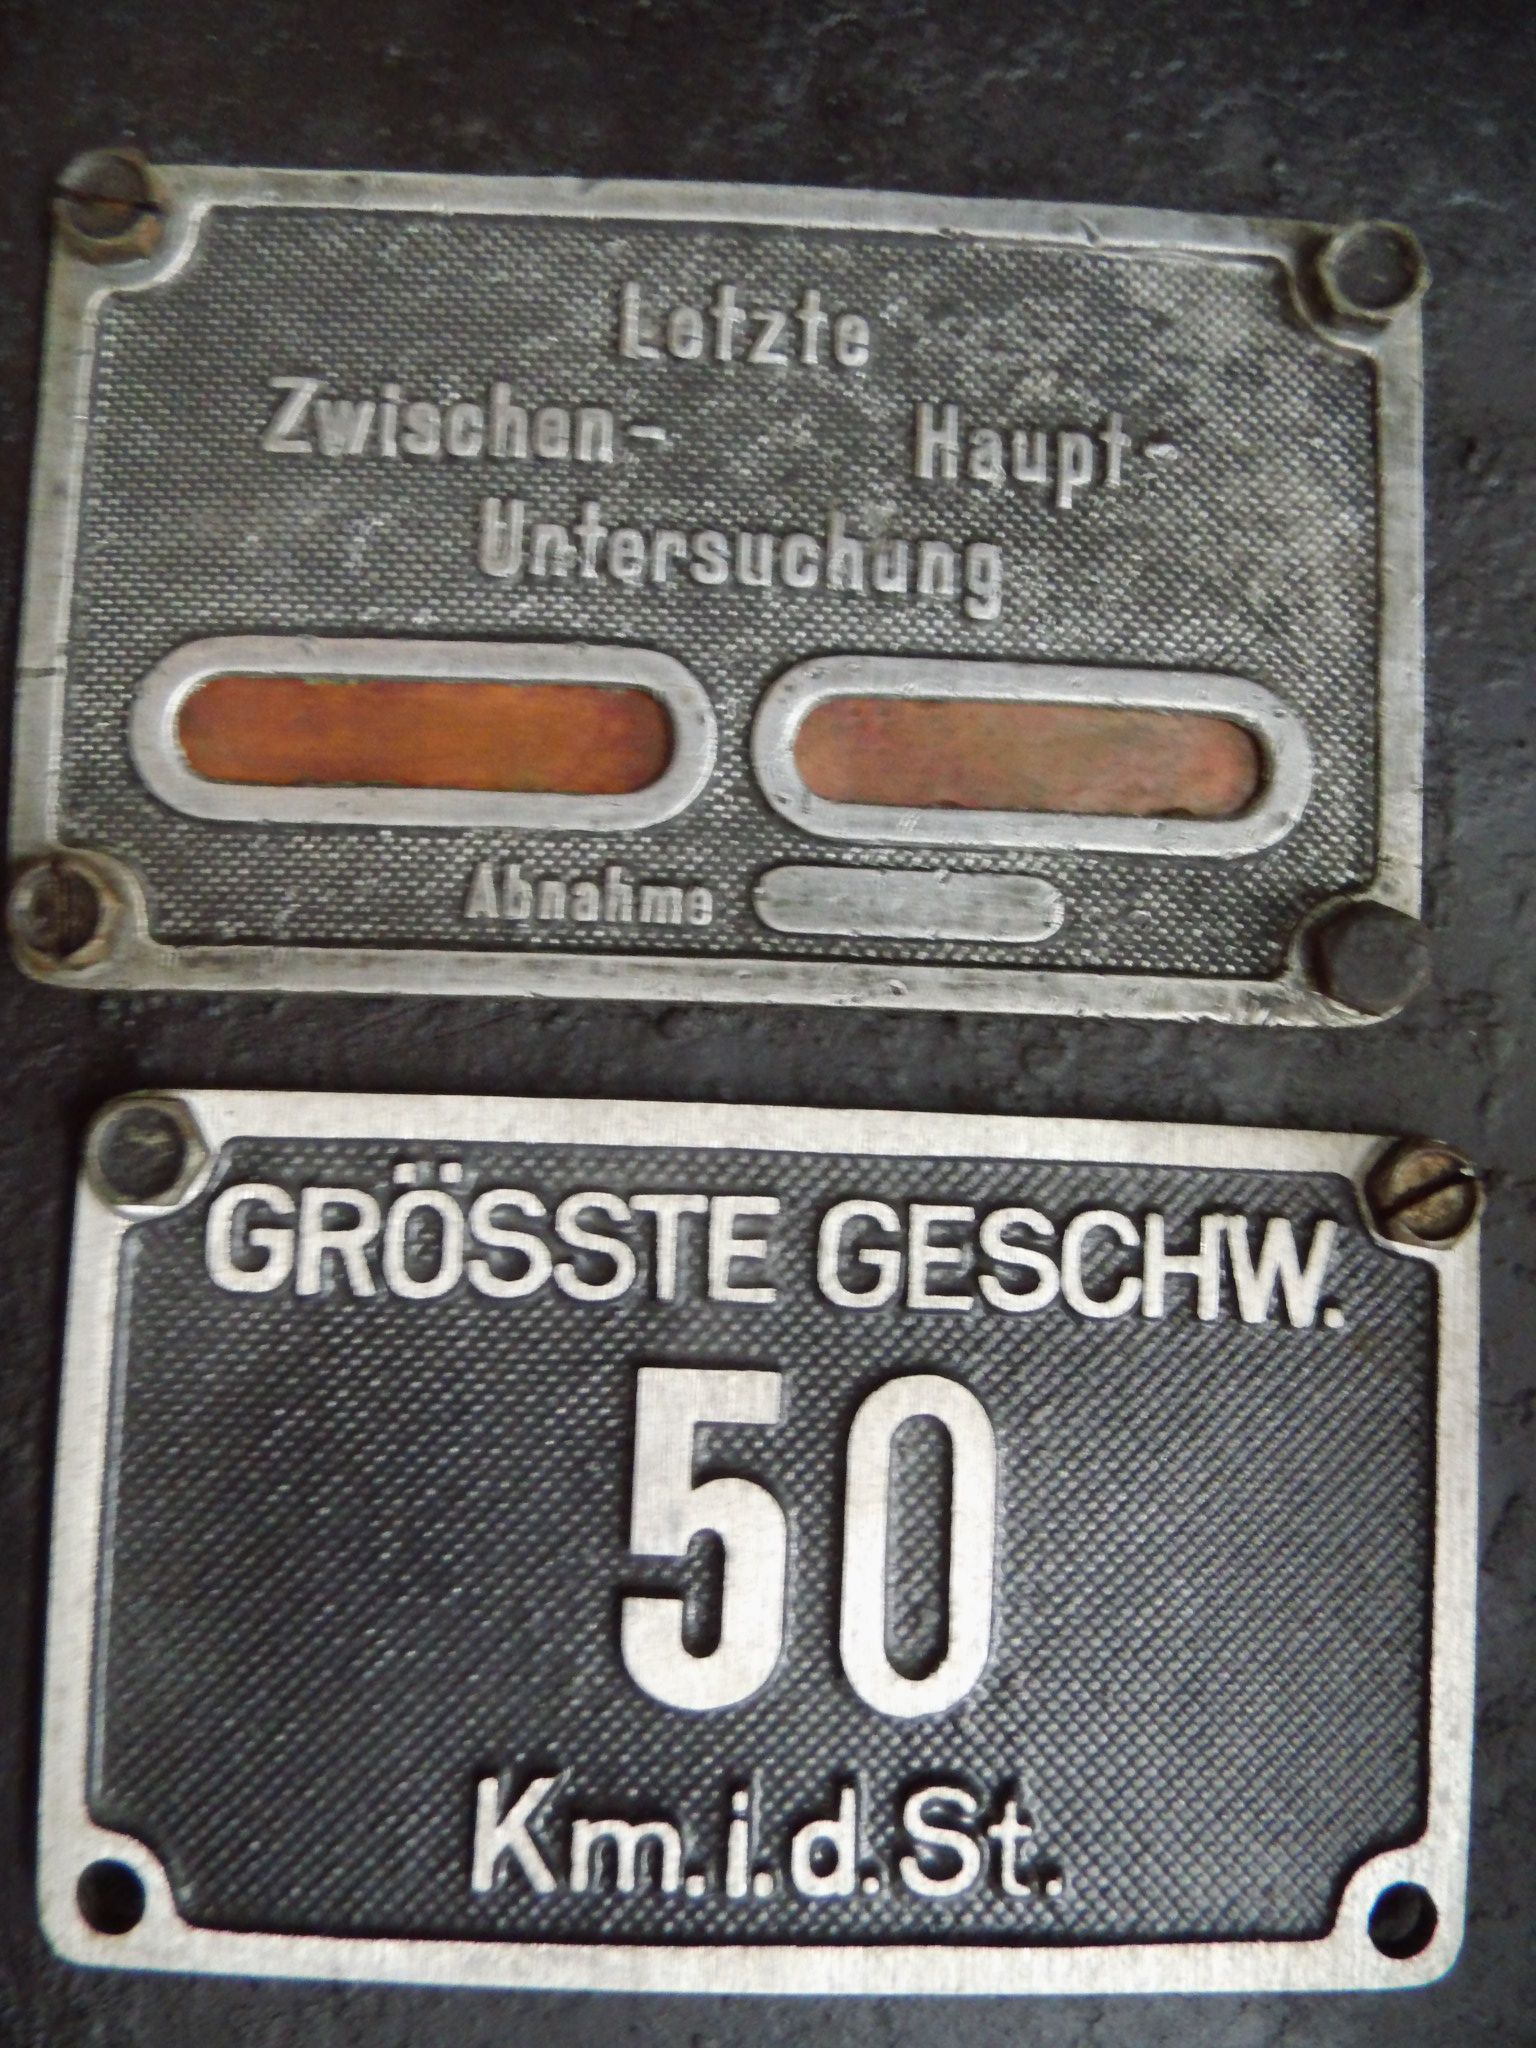 Letzte
Zwischen- Haupt-
Untersuchung
Abnahme
GRÖSSTE GESCHW.
50
Km.i.d.St.